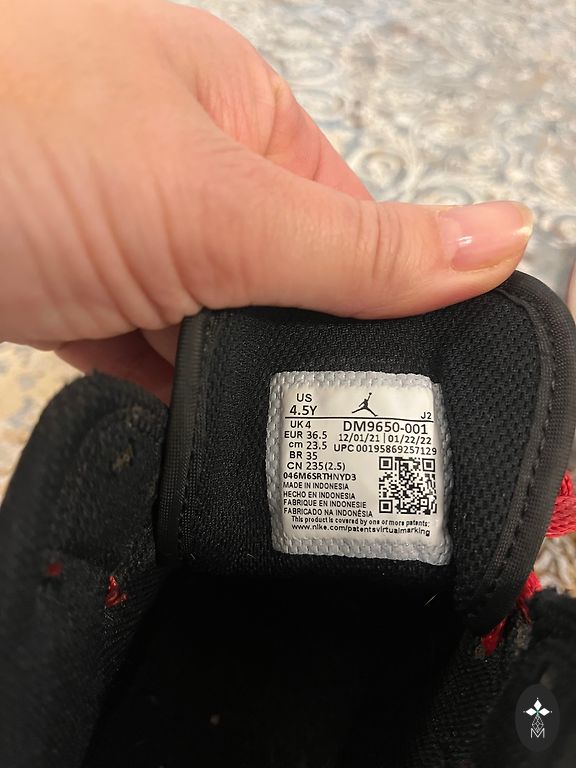 US
4.5Y
J2
UK 4
DM9650-001
EUR 36.5
12/01/21 01/22/22
cm 23.5
UPC 00195869257129
BR 35
CN 235(2.5)
046M6SRTHNYD3
MADE IN INDONESIA
HECHO EN INDONESIA
FABRIQUE EN INDONESIE
FABRICADO NA INDONÉSIA
This product is covered by one or more patents:
www.nike.com/patentsvirtualmarking
M